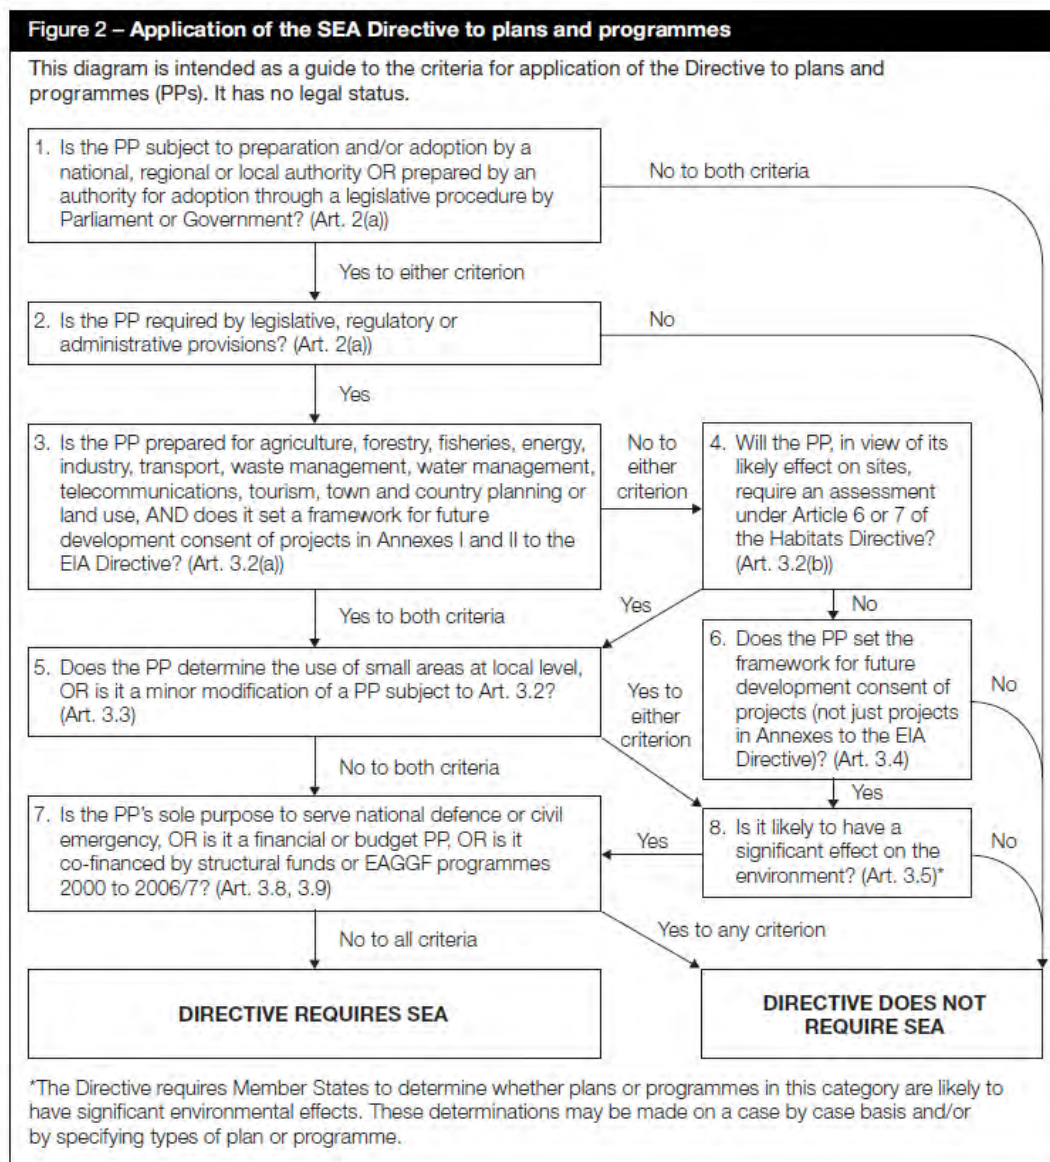 Figure 2 – Application of the SEA Directive to plans and programmes
This diagram is intended as a guide to the criteria for application of the Directive to plans and
programmes (PPs). It has no legal status.
1. Is the PP subject to preparation and/or adoption by a
national, regional or local authority OR prepared by an
authority for adoption through a legislative procedure by
Parliament or Government? (Art. 2(a))
No to both criteria
Yes to either criterion
2. Is the PP required by legislative, regulatory or
administrative provisions? (Art. 2(a))
No
Yes
3. Is the PP prepared for agriculture, forestry, fisheries, energy,
industry, transport, waste management, water management,
telecommunications, tourism, town and country planning or
land use, AND does it set a framework for future
development consent of projects in Annexes I and II to the
EIA Directive? (Art. 3.2(a))
No to
either
criterion
4. Will the PP, in view of its
likely effect on sites,
require an assessment
under Article 6 or 7 of
the Habitats Directive?
(Art. 3.2(b))
Yes to both criteria
Yes
No
5. Does the PP determine the use of small areas at local level,
OR is it a minor modification of a PP subject to Art. 3.2?
(Art. 3.3)
Yes to
either
criterion
6. Does the PP set the
framework for future
development consent of
projects (not just projects
in Annexes to the EIA
Directive)? (Art. 3.4)
No
No to both criteria
Yes
7. Is the PP's sole purpose to serve national defence or civil
emergency, OR is it a financial or budget PP, OR is it
co-financed by structural funds or EAGGF programmes
2000 to 2006/7? (Art. 3.8, 3.9)
Yes
8. Is it likely to have a
significant effect on the
environment? (Art. 3.5)*
No
No to all criteria
Yes to any criterion
DIRECTIVE REQUIRES SEA
DIRECTIVE DOES NOT
REQUIRE SEA
*The Directive requires Member States to determine whether plans or programmes in this category are likely to
have significant environmental effects. These determinations may be made on a case by case basis and/or
by specifying types of plan or programme.